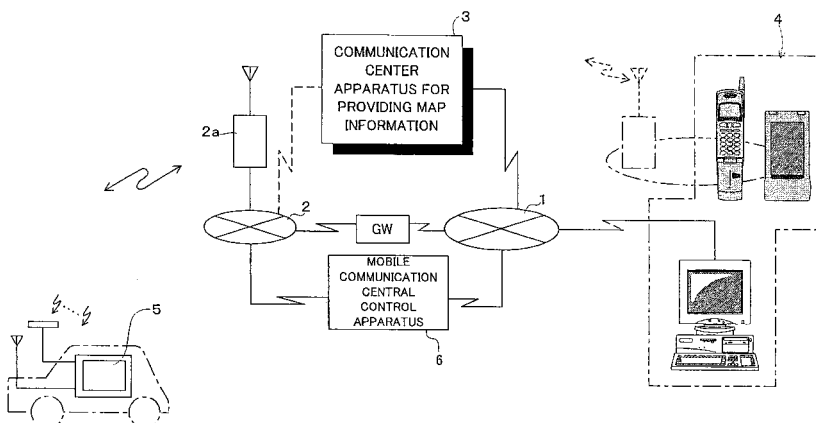 3
COMMUNICATION
CENTER
APPARATUS FOR
PROVIDING MAP
INFORMATION
4
2a
2
GW
1
MOBILE
COMMUNICATION
CENTRAL
CONTROL
APPARATUS
6
5